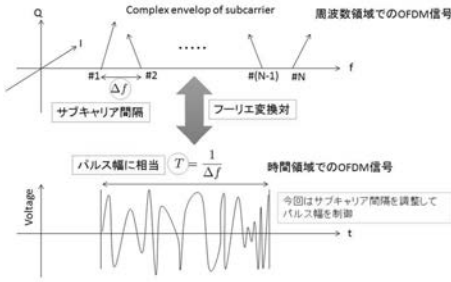 Complex envelop of subcarrier
周波数領域でのOFDM信号
Q
I
#1
#2
#(N-1)
#N
f
Δf
サブキャリア間隔
フーリエ変換対
パルス幅に相当
T = 1/Δf
時間領域でのOFDM信号
Voltage
今回はサブキャリア間隔を調整して
パルス幅を制御
t